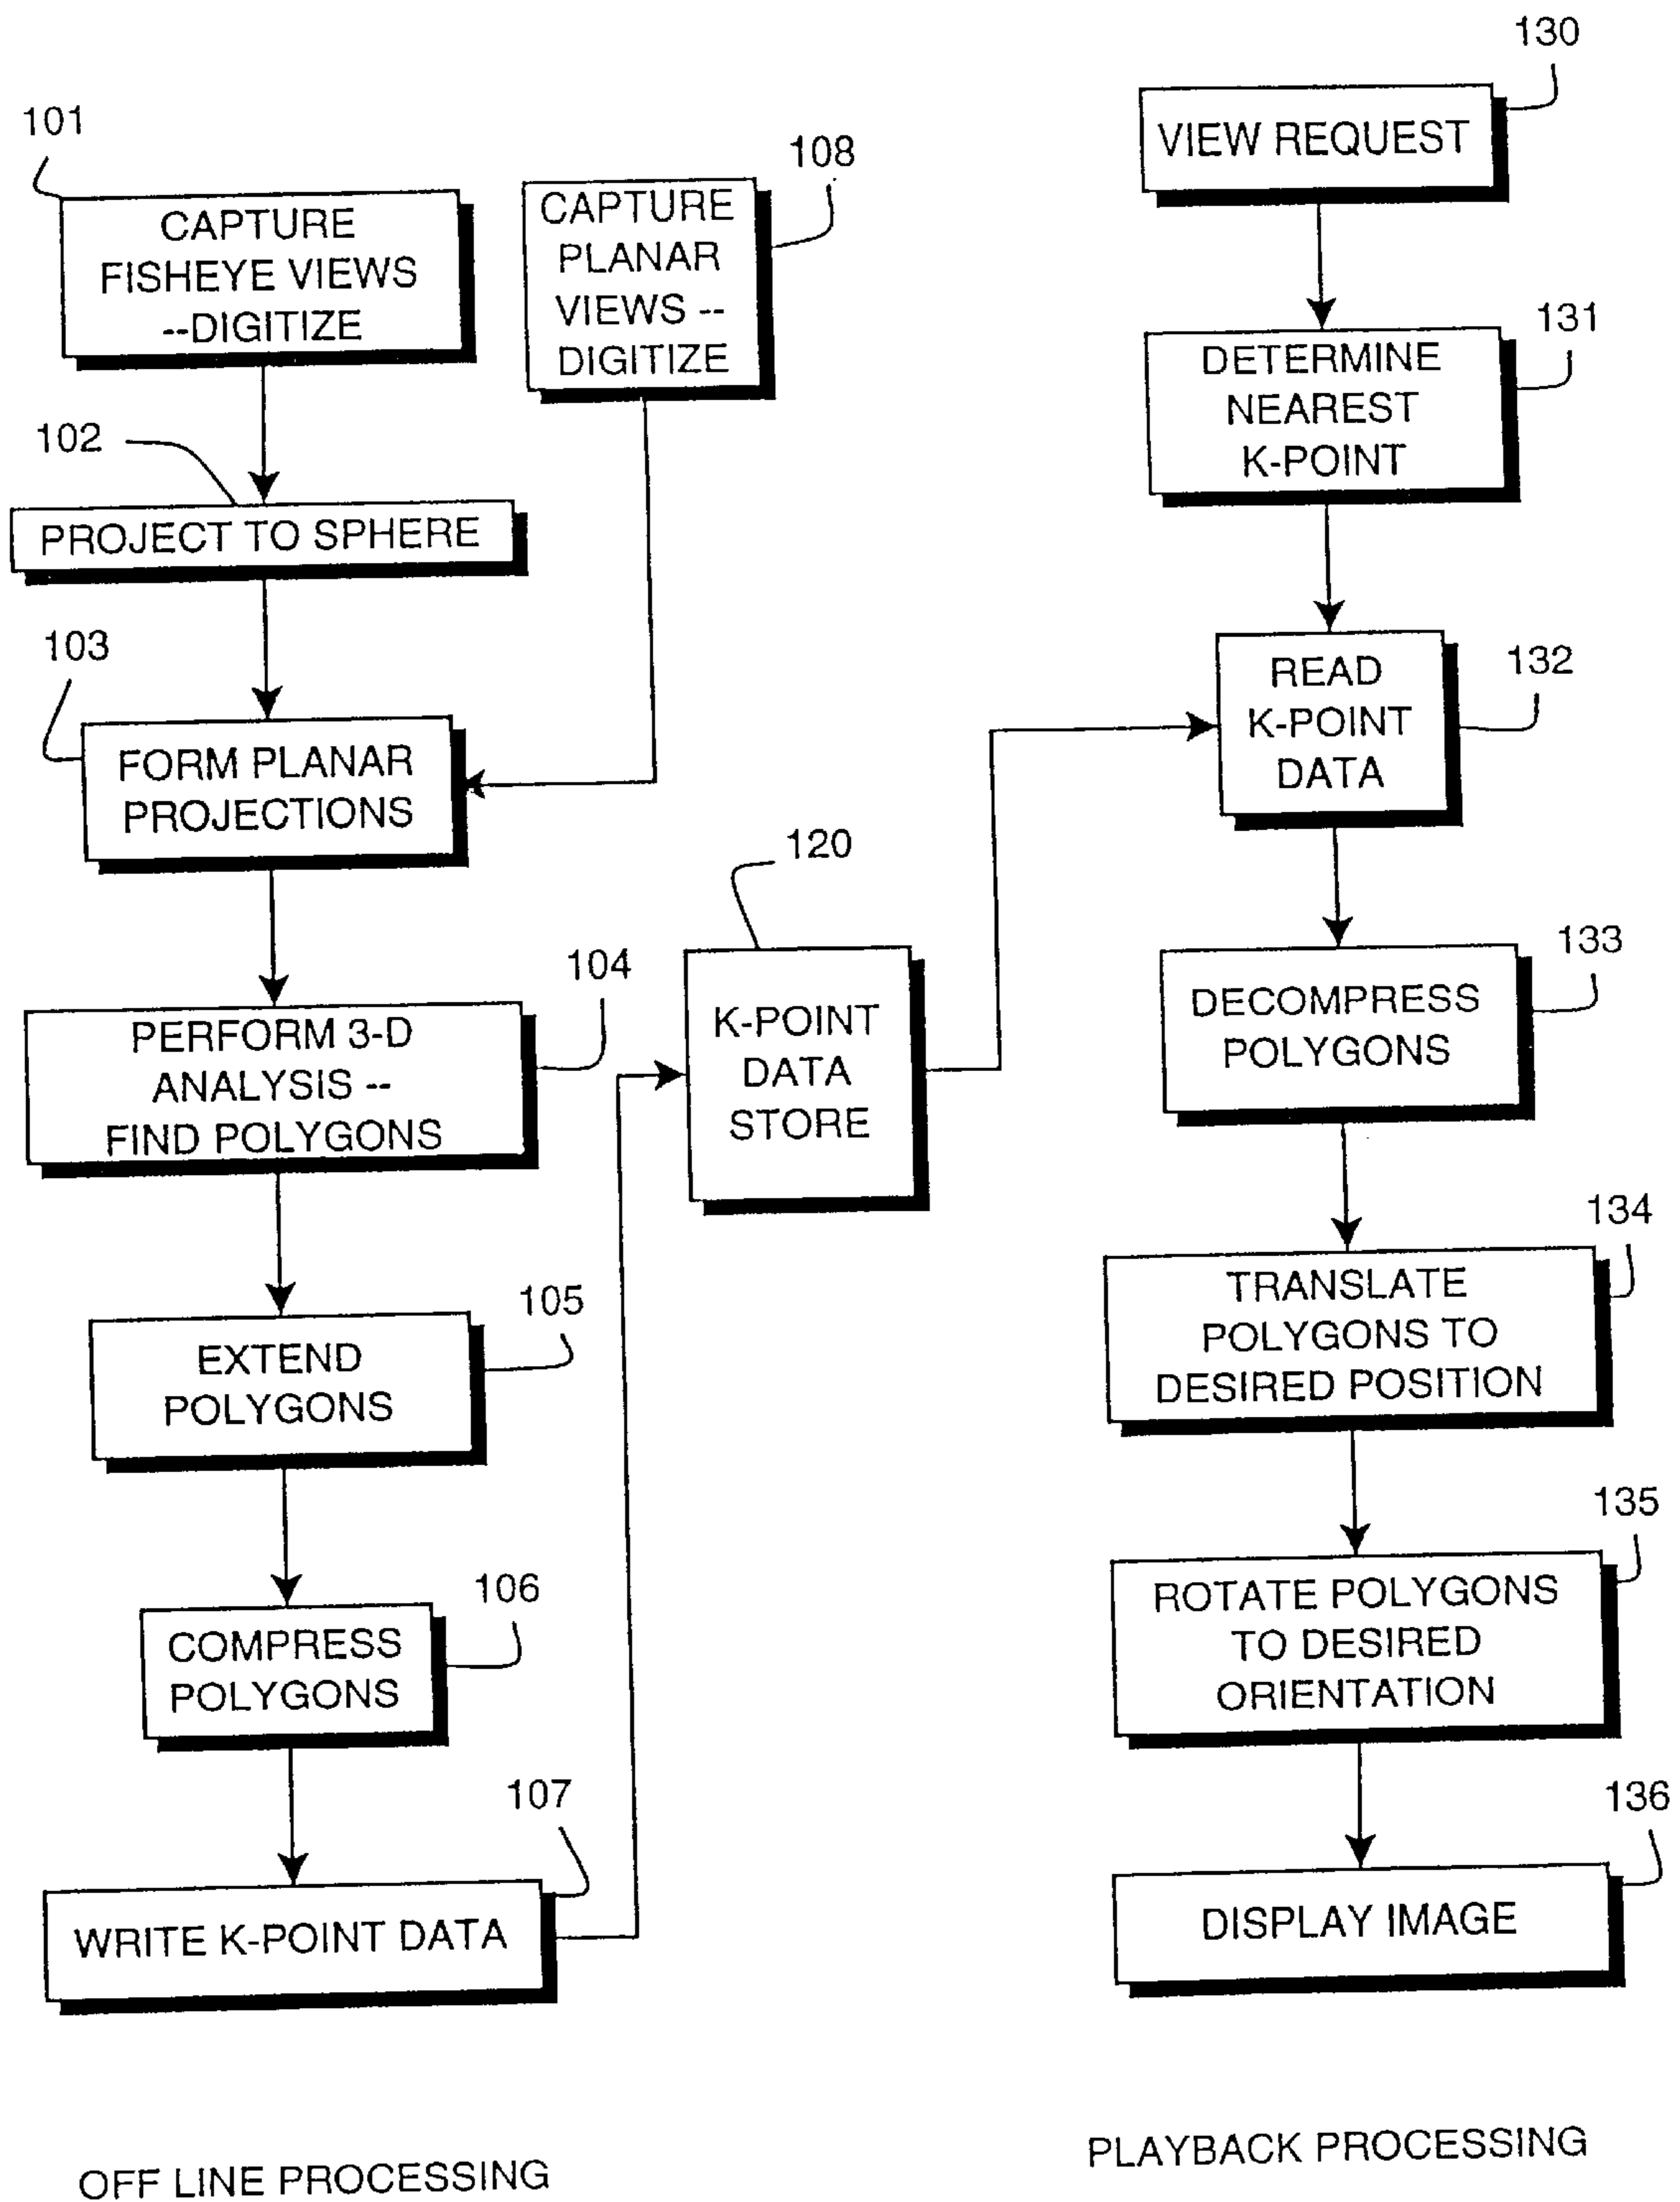 101
CAPTURE
FISHEYE VIEWS
--DIGITIZE
108
CAPTURE
PLANAR
VIEWS --
DIGITIZE
102
PROJECT TO SPHERE
103
FORM PLANAR
PROJECTIONS
104
PERFORM 3-D
ANALYSIS --
FIND POLYGONS
105
EXTEND
POLYGONS
106
COMPRESS
POLYGONS
107
WRITE K-POINT DATA
120
K-POINT
DATA
STORE
130
VIEW REQUEST
131
DETERMINE
NEAREST
K-POINT
132
READ
K-POINT
DATA
133
DECOMPRESS
POLYGONS
134
TRANSLATE
POLYGONS TO
DESIRED POSITION
135
ROTATE POLYGONS
TO DESIRED
ORIENTATION
136
DISPLAY IMAGE
OFF LINE PROCESSING
PLAYBACK PROCESSING